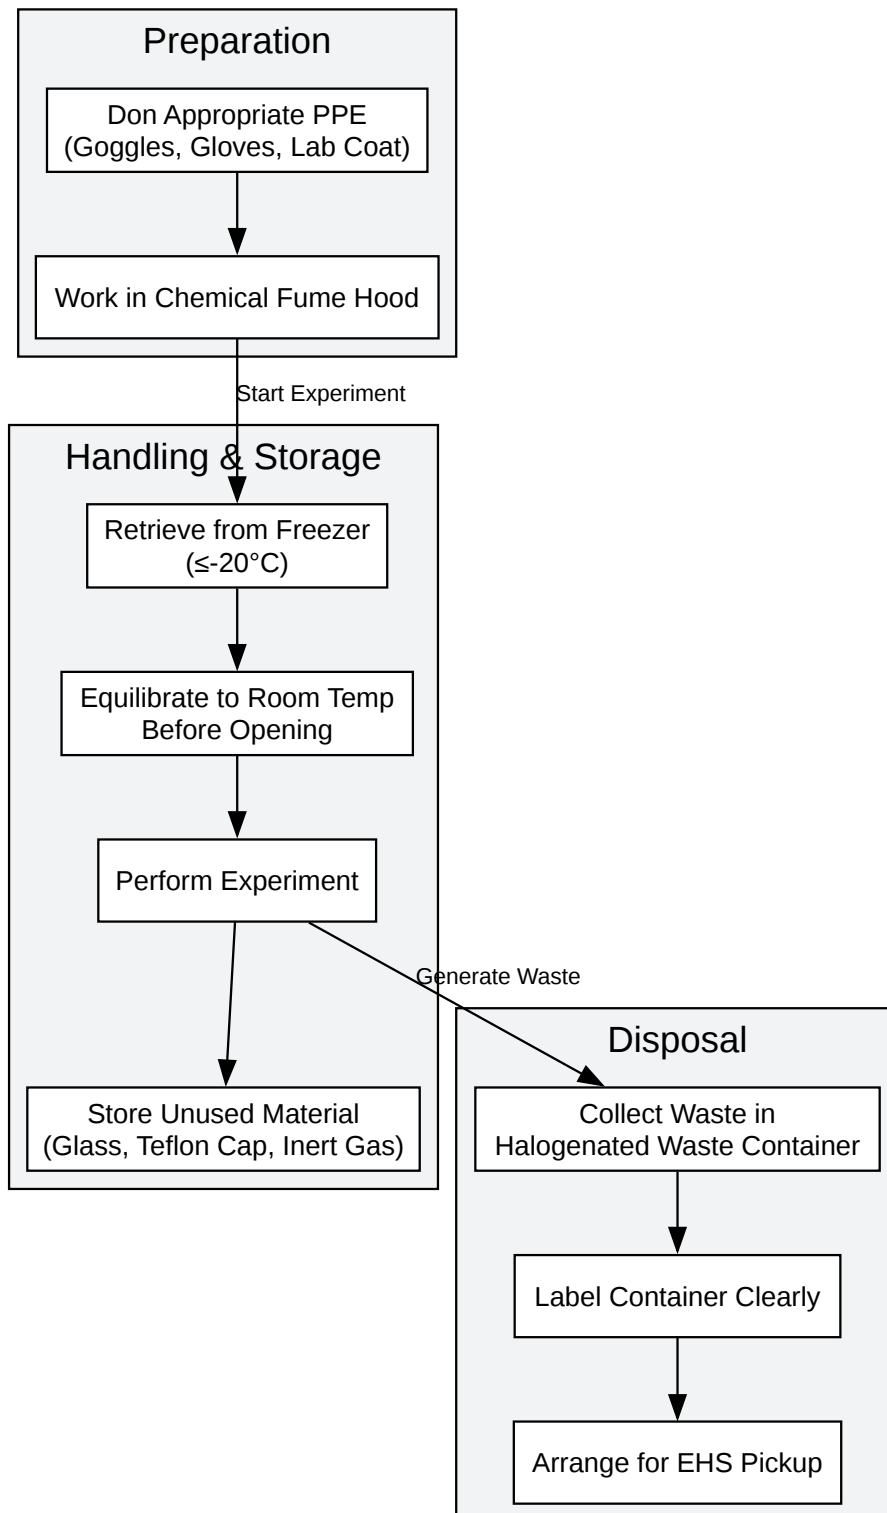 Preparation
Don Appropriate PPE
(Goggles, Gloves, Lab Coat)
Work in Chemical Fume Hood
Start Experiment
Handling & Storage
Retrieve from Freezer
(≤-20°C)
Equilibrate to Room Temp
Before Opening
Perform Experiment
Generate Waste
Store Unused Material
(Glass, Teflon Cap, Inert Gas)
Disposal
Collect Waste in
Halogenated Waste Container
Label Container Clearly
Arrange for EHS Pickup